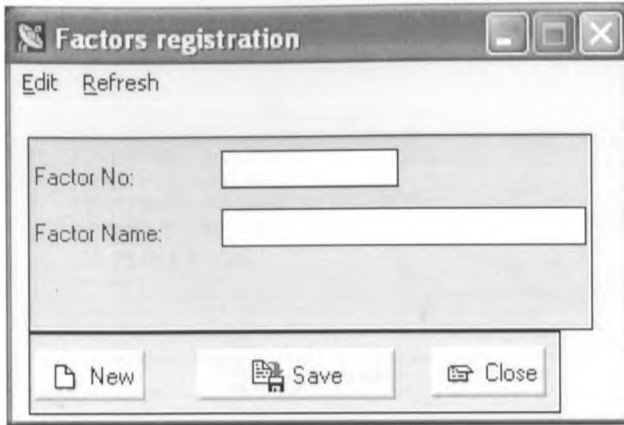 Factors registration
Edit Refresh
Factor No:
Factor Name:
New Save Close